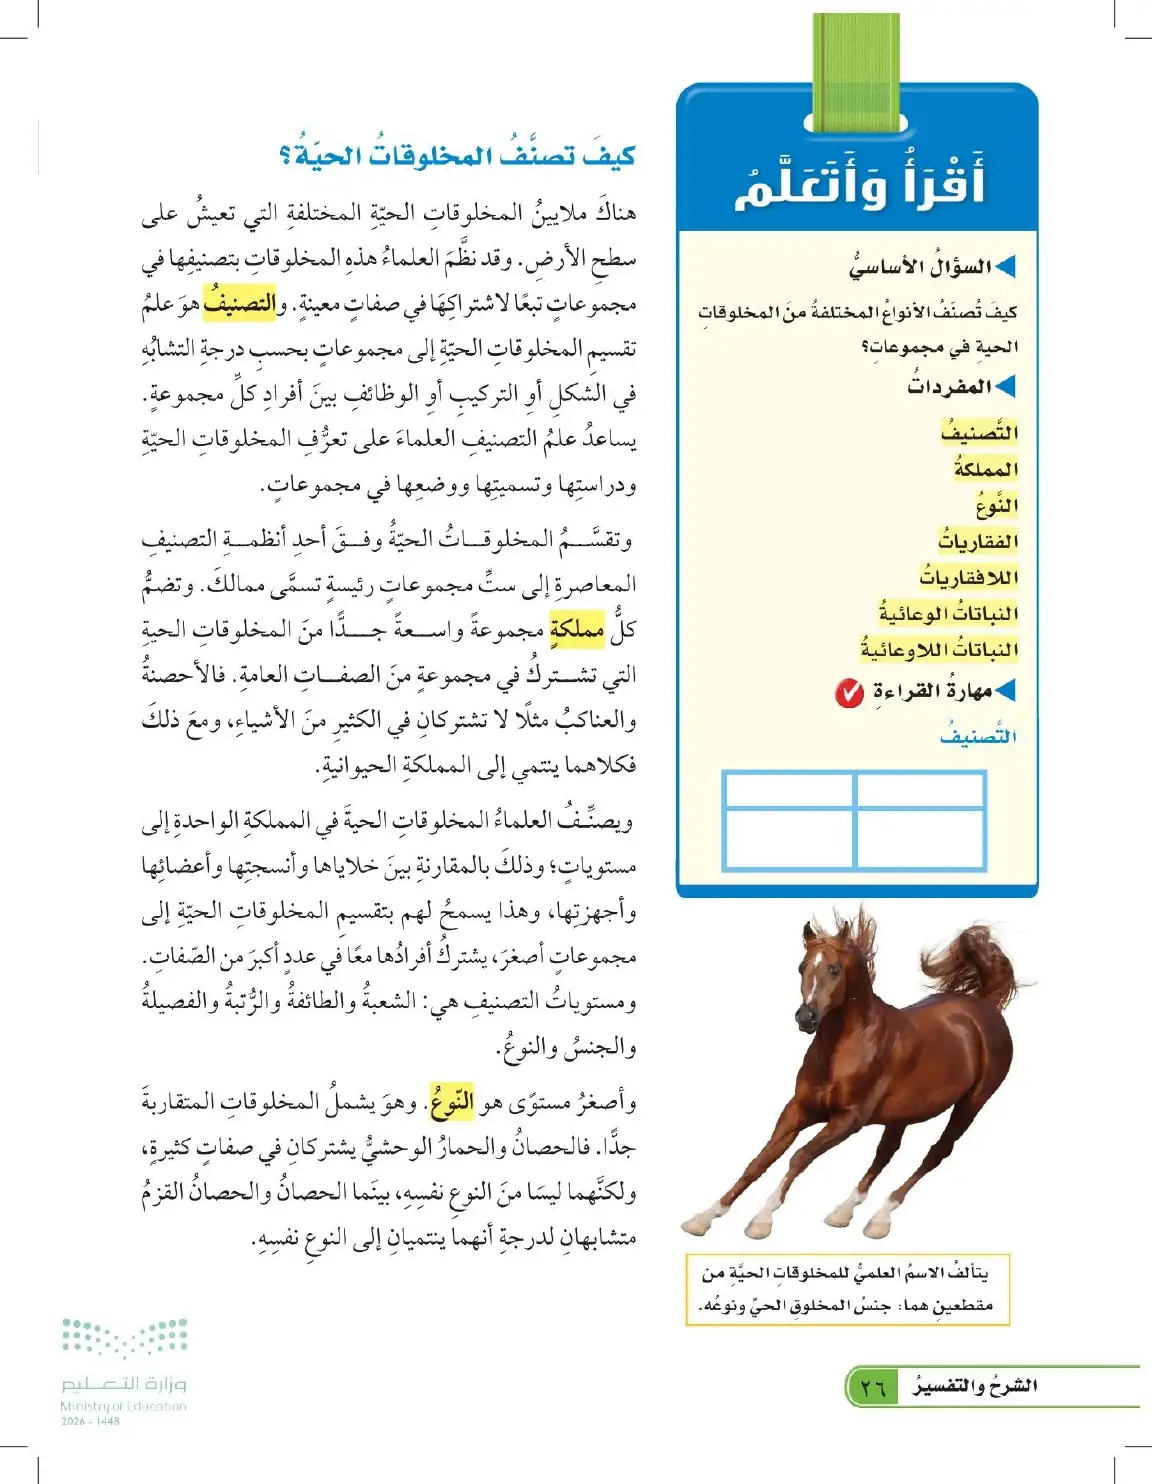 أَقْرَأُ وَأَتَعَلَّمُ
السؤالُ الأساسيُّ
كيفَ تُصنَفُ الأنواعُ المختلفةُ منَ المخلوقاتِ
الحيةِ في مجموعاتٍ؟
المفرداتُ
التَّصنيفُ
المملكةُ
النَّوعُ
الفقارياتُ
اللافقارياتُ
النباتاتُ الوعائيةُ
النباتاتُ اللاوعائيةُ
مهارةُ القراءةِ
التَّصنيفُ
يتألفُ الاسمُ العلميُّ للمخلوقاتِ الحيَّةِ من
مقطعينِ هما: جنسُ المخلوقِ الحيِّ ونوعُه.
كيفَ تصنَّفُ المخلوقاتُ الحيّةُ؟
هناكَ ملايينُ المخلوقاتِ الحيّةِ المختلفةِ التي تعيشُ على
سطحِ الأرضِ. وقد نظَّمَ العلماءُ هذهِ المخلوقاتِ بتصنيفِها في
مجموعاتٍ تبعًا لاشتراكِهَا في صفاتٍ معينةٍ. والتصنيفُ هوَ علمُ
تقسيمِ المخلوقاتِ الحيّةِ إلى مجموعاتٍ بحسبِ درجةِ التشابُهِ
في الشكلِ أوِ التركيبِ أوِ الوظائفِ بينَ أفرادِ كلِّ مجموعةٍ.
يساعدُ علمُ التصنيفِ العلماءَ على تعرُّفِ المخلوقاتِ الحيّةِ
ودراستِها وتسميتِها ووضعِها في مجموعاتٍ.
وتقسَّمُ المخلوقاتُ الحيّةُ وفقَ أحدِ أنظمةِ التصنيفِ
المعاصرةِ إلى ستِّ مجموعاتٍ رئيسةٍ تسمَّى ممالكَ. وتضمُّ
كلُّ مملكةٍ مجموعةً واسعةً جدًّا منَ المخلوقاتِ الحيةِ
التي تشتركُ في مجموعةٍ منَ الصفاتِ العامةِ. فالأحصنةُ
والعناكبُ مثلًا لا تشتركانِ في الكثيرِ منَ الأشياءِ، ومعَ ذلكَ
فكلاهما ينتمي إلى المملكةِ الحيوانيةِ.
ويصنِّفُ العلماءُ المخلوقاتِ الحيةَ في المملكةِ الواحدةِ إلى
مستوياتٍ؛ وذلكَ بالمقارنةِ بينَ خلاياها وأنسجتِها وأعضائِها
وأجهزتِها، وهذا يسمحُ لهم بتقسيمِ المخلوقاتِ الحيّةِ إلى
مجموعاتٍ أصغرَ، يشتركُ أفرادُها معًا في عددٍ أكبرَ من الصّفاتِ.
ومستوياتُ التصنيفِ هي: الشعبةُ والطائفةُ والرُّتبةُ والفصيلةُ
والجنسُ والنوعُ.
وأصغرُ مستوًى هو النّوعُ. وهوَ يشملُ المخلوقاتِ المتقاربةَ
جدًّا. فالحصانُ والحمارُ الوحشيُّ يشتركانِ في صفاتٍ كثيرةٍ،
ولكنَّهما ليسَا منَ النوعِ نفسِهِ، بينَما الحصانُ والحصانُ القزمُ
متشابهانِ لدرجةِ أنهما ينتميانِ إلى النوعِ نفسِهِ.
الشرحُ والتفسيرُ ٢٦
وزارة التعليم
Ministry of Education
2026 - 1448